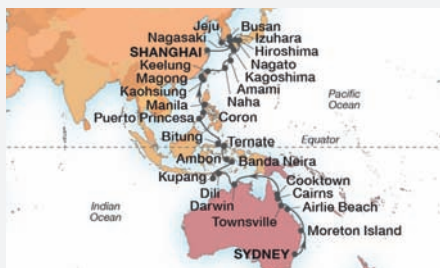 Jeju
Busan
Nagasaki
Izuhara
SHANGHAI
Hiroshima
Keelung
Nagato
Magong
Kagoshima
Kaohsiung
Amami
Manila
Naha
Puerto Princesa
Coron
Pacific
Ocean
Bitung
Ternate
Equator
Ambon
Banda Neira
Kupang
Cooktown
Indian
Ocean
Dili
Cairns
Darwin
Airlie Beach
Townsville
Moreton Island
SYDNEY